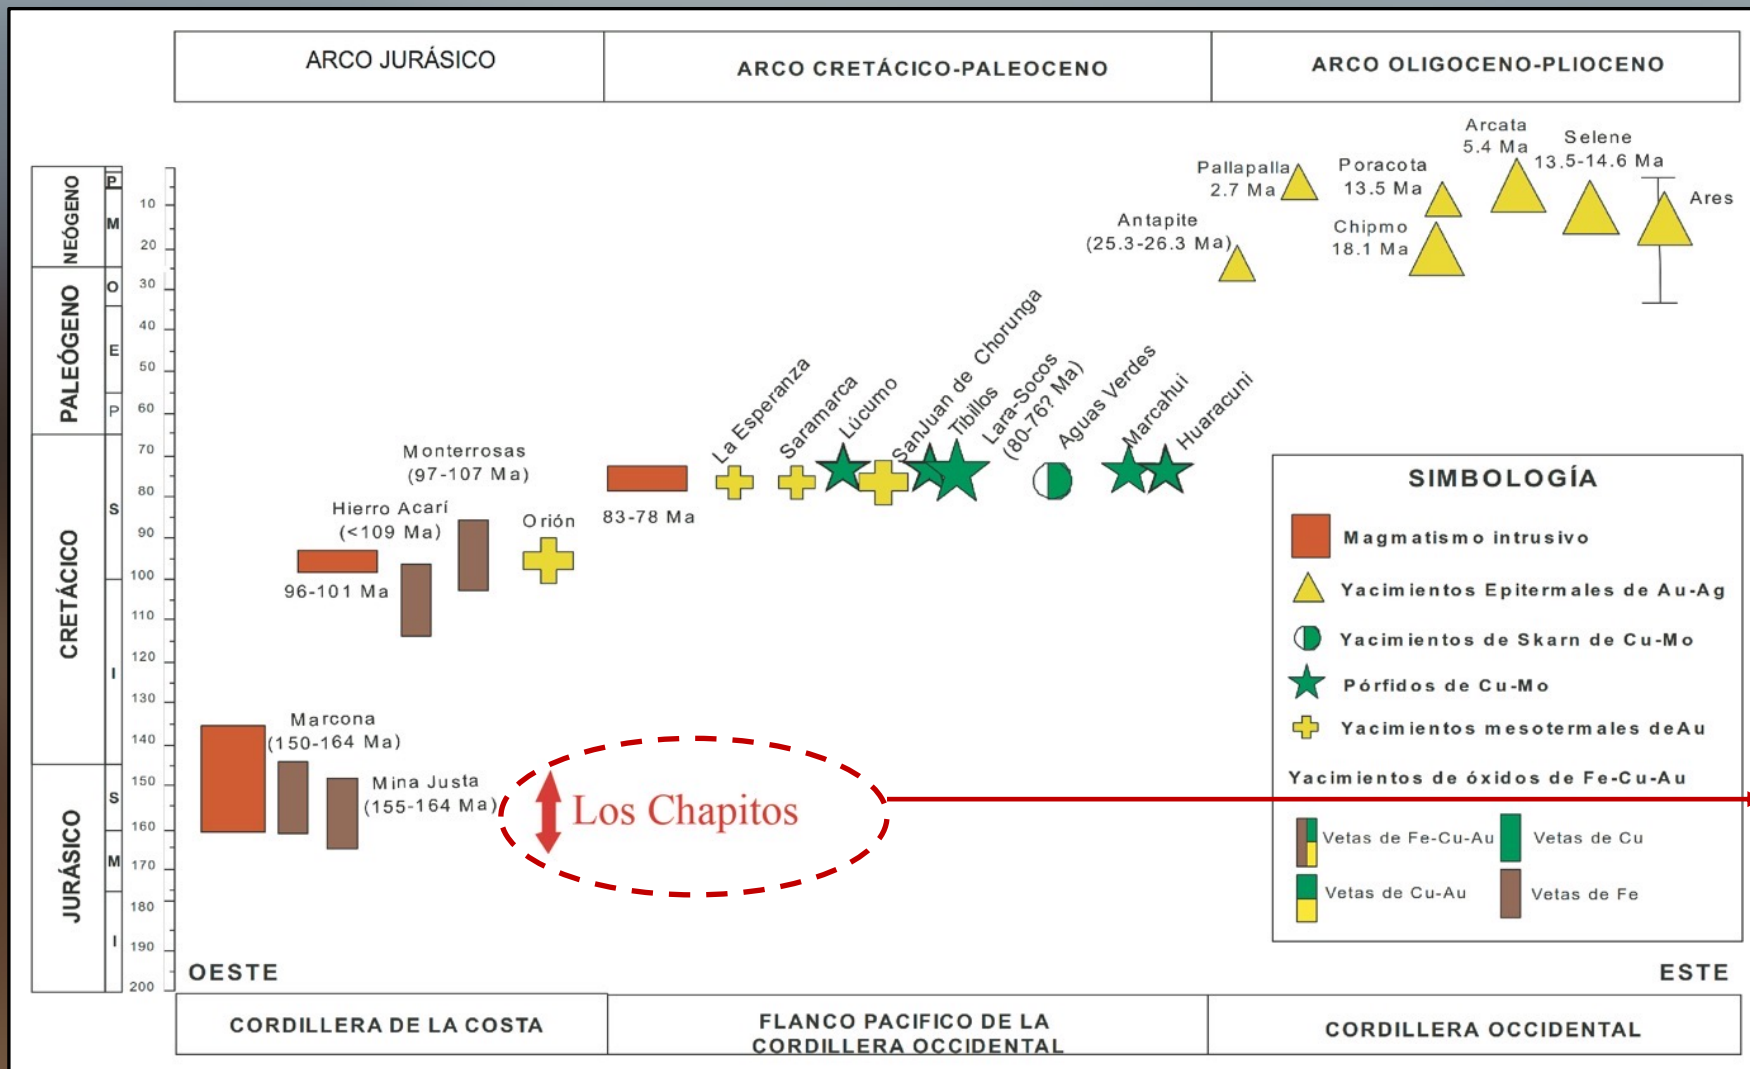 ARCO JURÁSICO
ARCO CRETÁCICO-PALEOCENO
ARCO OLIGOCENO-PLIOCENO
NEÓGENO
PALEÓGENO
CRETÁCICO
JURÁSICO
P
M
O
E
P
S
I
S
M
I
10
20
30
40
50
60
70
80
90
100
110
120
130
140
150
160
170
180
190
200
Arcata
5.4 Ma
Selene
13.5-14.6 Ma
Pallapalla
2.7 Ma
Poracota
13.5 Ma
Ares
Antapite
(25.3-26.3 Ma)
Chipmo
18.1 Ma
La Esperanza
Saramarca
Lúcumo
SanJuan de Chorunga
Tibillos
Lara-Socos
(80-76? Ma)
Aguas Verdes
Marcahui
Huaracuni
Monterrosas
(97-107 Ma)
Hierro Acarí
(<109 Ma)
Orión
83-78 Ma
96-101 Ma
Marcona
(150-164 Ma)
Mina Justa
(155-164 Ma)
Los Chapitos
SIMBOLOGÍA
Magmatismo intrusivo
Yacimientos Epitermales de Au-Ag
Yacimientos de Skarn de Cu-Mo
Pórfidos de Cu-Mo
Yacimientos mesotermales deAu
Yacimientos de óxidos de Fe-Cu-Au
Vetas de Fe-Cu-Au
Vetas de Cu
Vetas de Cu-Au
Vetas de Fe
OESTE
ESTE
CORDILLERA DE LA COSTA
FLANCO PACIFICO DE LA
CORDILLERA OCCIDENTAL
CORDILLERA OCCIDENTAL